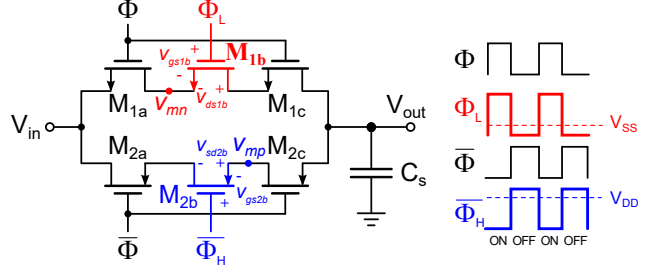 Φ
Φ_L
v_gs1b + -
M_1b
M_1a
v_mn
- v_ds1b +
M_1c
V_in
V_out
M_2a
- v_sd2b +
v_mp
M_2c
M_2b
- v_gs2b +
C_s
Φ̅
Φ̅_H
Φ
Φ_L
V_SS
Φ̅
Φ̅_H
V_DD
ON OFF ON OFF